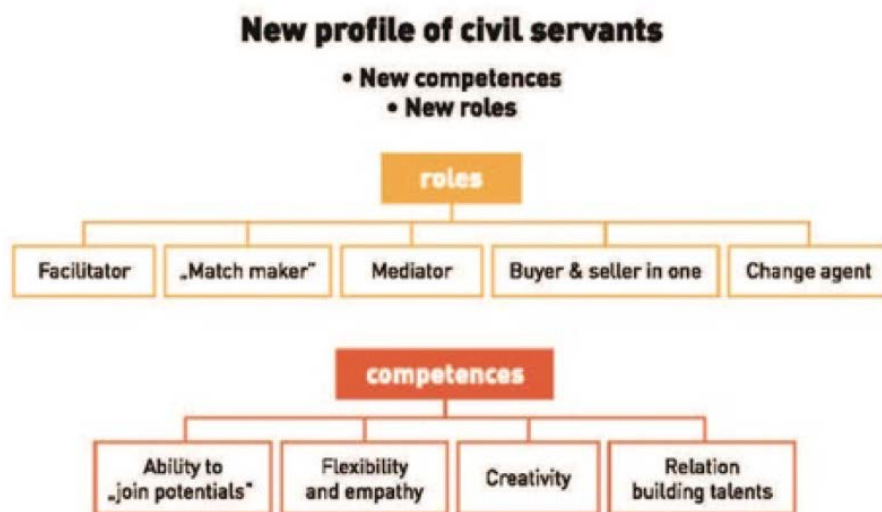 New profile of civil servants
• New competences
• New roles
roles
Facilitator
„Match maker”
Mediator
Buyer & seller in one
Change agent
competences
Ability to
„join potentials”
Flexibility
and empathy
Creativity
Relation
building talents